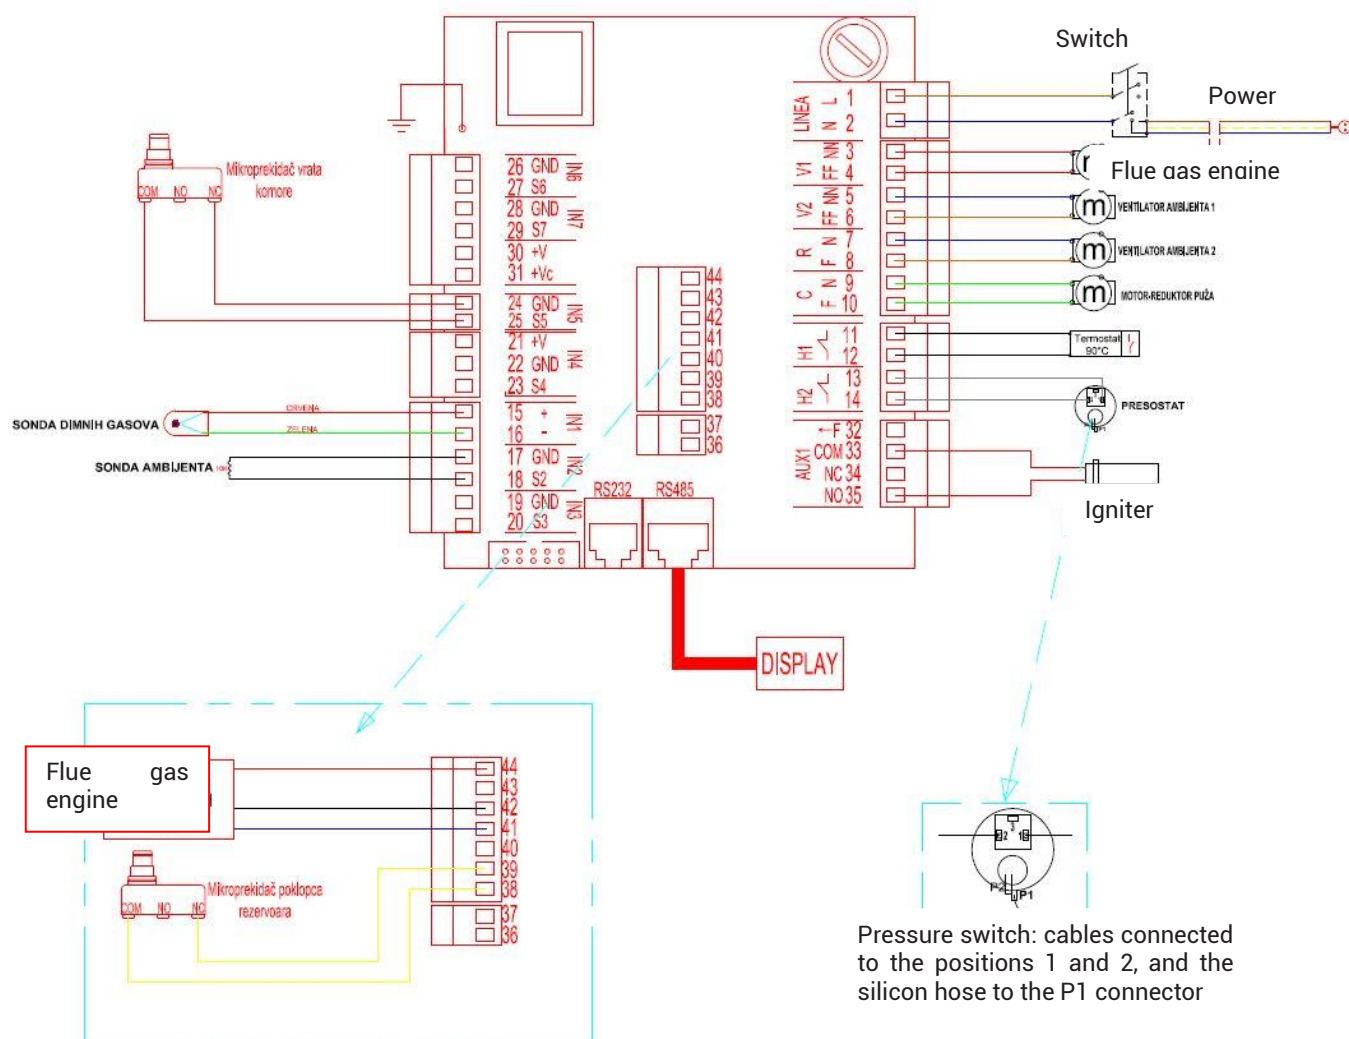 Switch
Power
LINEA
L 1
N 2
V1
NN 3
FF 4
Flue gas engine
V2
NN 5
FF 6
m VENTILATOR AMBIJENTA 1
R
N 7
F 8
m VENTILATOR AMBIJENTA 2
C
N 9
F 10
m MOTOR-REDUKTOR PUŽA
H1
11
12
Termostat
90°C
H2
13
14
PRESOSTAT
P1
AUX1
←F 32
COM 33
NC 34
NO 35
Igniter
Mikroprekidač vrata
komore
COM NO NC
26 GND
27 S6
IN6
28 GND
29 S7
IN7
30 +V
31 +Vc
24 GND
25 S5
IN5
21 +V
22 GND
23 S4
IN4
15 +
16 -
IN1
17 GND
18 S2
IN2
19 GND
20 S3
IN3
SONDA DIMNIH GASOVA
CRVENA
ZELENA
SONDA AMBIJENTA
44
43
42
41
40
39
38
37
36
RS232 RS485
DISPLAY
Flue gas
engine
44
43
42
41
40
39
38
37
36
Mikroprekidač poklopca
rezervoara
COM NO NC
3
2 1
P2
P1
Pressure switch: cables connected
to the positions 1 and 2, and the
silicon hose to the P1 connector